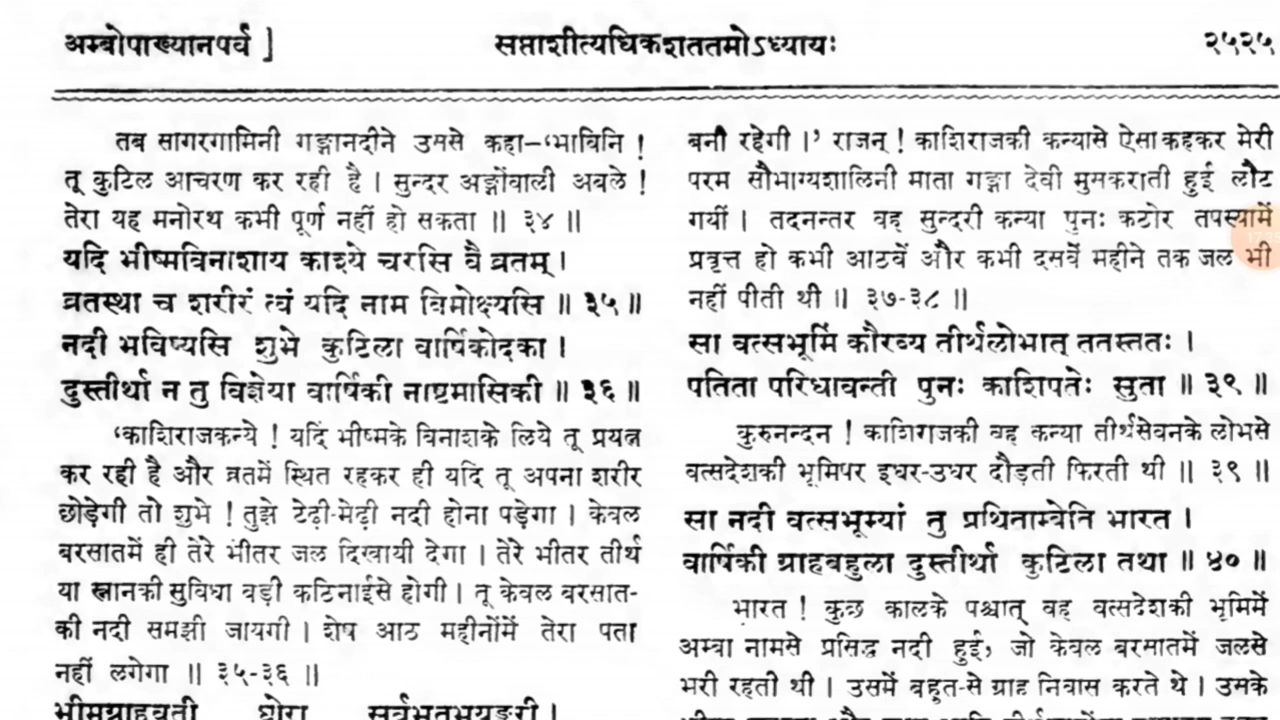 अम्बोपाख्यानपर्व ]
सप्ताशीत्यधिकशततमोऽध्यायः
२५२५
तब सागरगामिनी गङ्गानदीने उससे कहा—‘भाविनि !
तू कुटिल आचरण कर रही है । सुन्दर अङ्गोंवाली अबले !
तेरा यह मनोरथ कभी पूर्ण नहीं हो सकता ॥ ३४ ॥
यदि भीष्मविनाशाय काश्ये चरसि वै व्रतम् ।
व्रतस्था च शरीरं त्वं यदि नाम विमोक्ष्यसि ॥ ३५ ॥
नदी भविष्यसि शुभे कुटिला वार्षिकोदका ।
दुस्तीर्था न तु विज्ञेया वार्षिकी नाष्टमासिकी ॥ ३६ ॥
‘काशिराजकन्ये ! यदि भीष्मके विनाशके लिये तू प्रयत्न
कर रही है और व्रतमें स्थित रहकर ही यदि तू अपना शरीर
छोड़ेगी तो शुभे ! तुझे टेढ़ी-मेढ़ी नदी होना पड़ेगा । केवल
बरसातमें ही तेरे भीतर जल दिखायी देगा । तेरे भीतर तीर्थ
या स्नानकी सुविधा बड़ी कठिनाईसे होगी । तू केवल बरसात-
की नदी समझी जायगी । शेष आठ महीनोंमें तेरा पता
नहीं लगेगा ॥ ३५-३६ ॥
भीमग्राहवती घोरा सर्वभूतभयङ्करी ।
बनी रहेगी ।’ राजन् ! काशिराजकी कन्यासे ऐसा कहकर मेरी
परम सौभाग्यशालिनी माता गङ्गा देवी मुसकराती हुई लौट
गयीं । तदनन्तर वह सुन्दरी कन्या पुनः कठोर तपस्यामें
प्रवृत्त हो कभी आठवें और कभी दसवें महीने तक जल भी
नहीं पीती थी ॥ ३७-३८ ॥
सा वत्सभूमिं कौरव्य तीर्थलोभात् ततस्ततः ।
पतिता परिधावन्ती पुनः काशिपतेः सुता ॥ ३९ ॥
कुरुनन्दन ! काशिराजकी वह कन्या तीर्थसेवनके लोभसे
वत्सदेशकी भूमिपर इधर-उधर दौड़ती फिरती थी ॥ ३९ ॥
सा नदी वत्सभूम्यां तु प्रथिताम्बेति भारत ।
वार्षिकी ग्राहबहुला दुस्तीर्था कुटिला तथा ॥ ४० ॥
भारत ! कुछ कालके पश्चात् वह वत्सदेशकी भूमिमें
अम्बा नामसे प्रसिद्ध नदी हुई, जो केवल बरसातमें जलसे
भरी रहती थी । उसमें बहुत-से ग्राह निवास करते थे । उसके